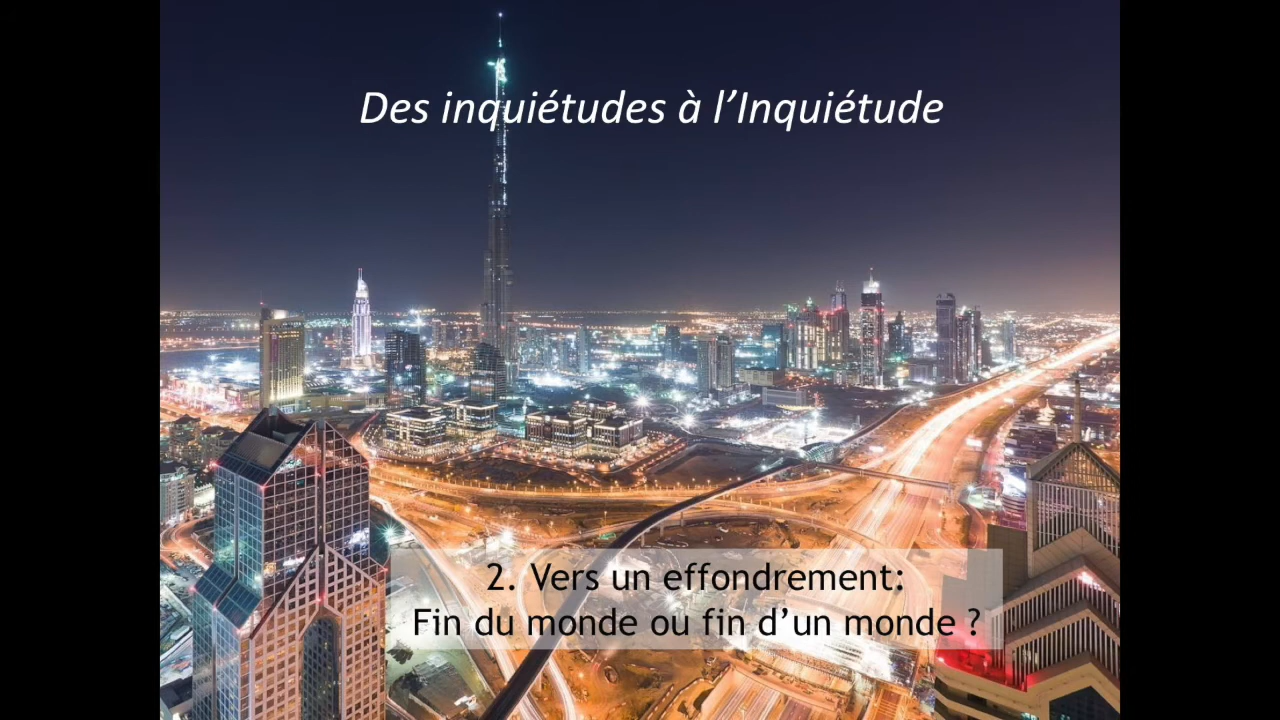 Des inquiétudes à l’Inquiétude
2. Vers un effondrement:
Fin du monde ou fin d’un monde ?